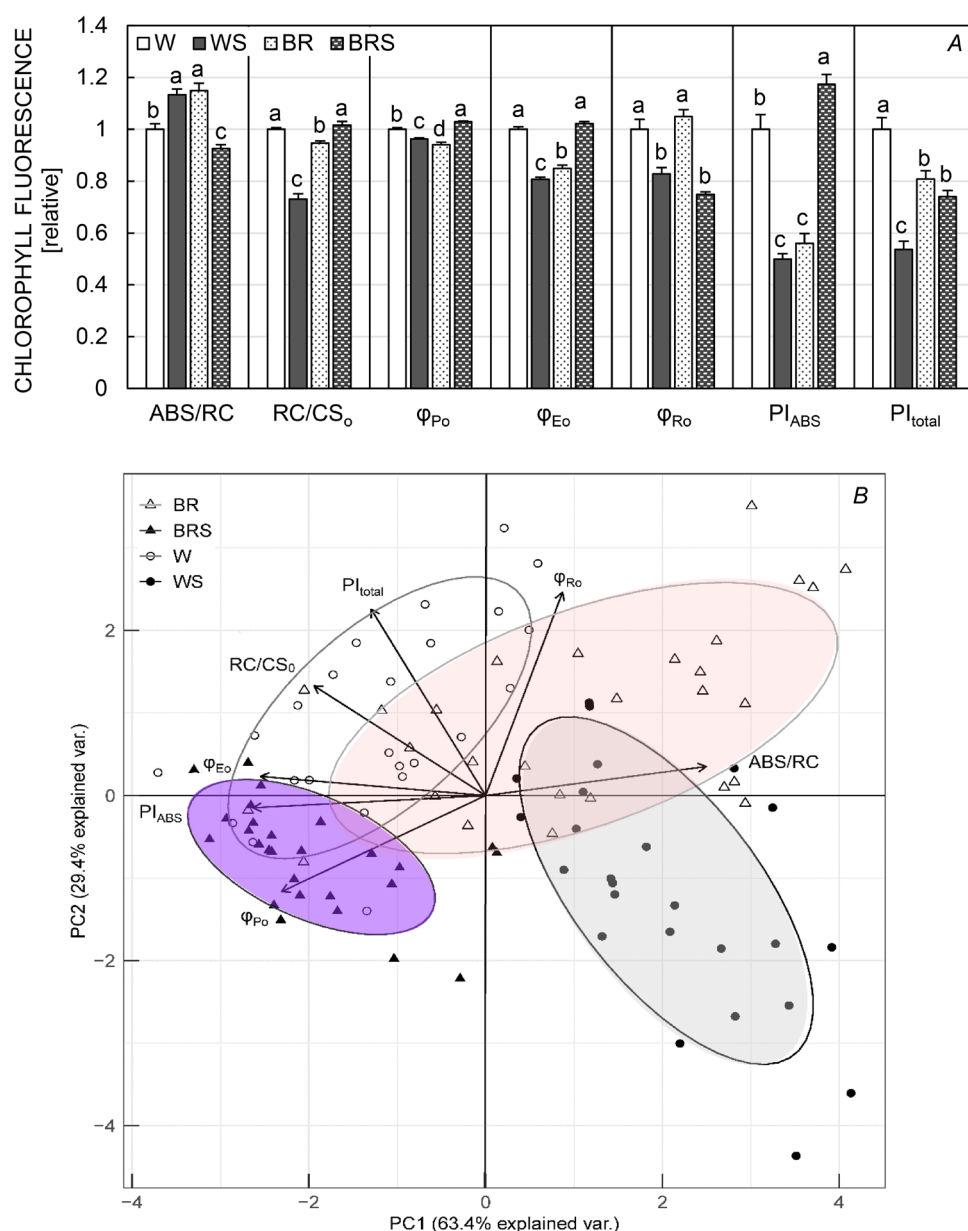 CHLOROPHYLL FLUORESCENCE
[relative]
1.4
1.2
1
0.8
0.6
0.4
0.2
0
W WS BR BRS
A
b a a c
a c b a
b c d a
a c c a
a b a b
b c c a
a c b b
ABS/RC RC/CSo φPo φEo φRo PIABS PItotal
B
BR
BRS
W
WS
PItotal
φRo
RC/CS0
φEo
ABS/RC
PIABS
φPo
PC2 (29.4% explained var.)
2
0
−2
−4
−4 −2 0 2 4
PC1 (63.4% explained var.)